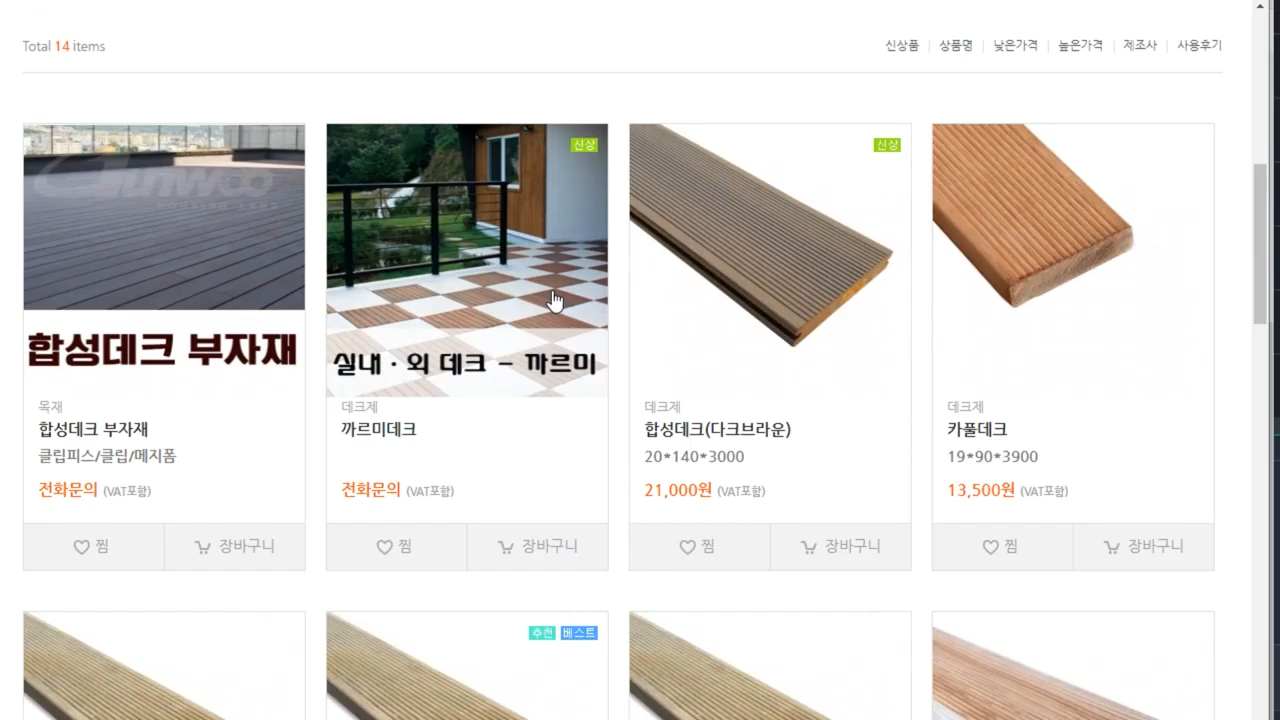 Total 14 items
신상품 상품명 낮은가격 높은가격 제조사 사용후기
합성데크 부자재
목재
합성데크 부자재
클립피스/클립/메지폼
전화문의 (VAT포함)
찜 장바구니
신상
실내 · 외 데크 - 까르미
데크제
까르미데크
전화문의 (VAT포함)
찜 장바구니
신상
데크제
합성데크(다크브라운)
20*140*3000
21,000원 (VAT포함)
찜 장바구니
데크제
카풀데크
19*90*3900
13,500원 (VAT포함)
찜 장바구니
추천 베스트